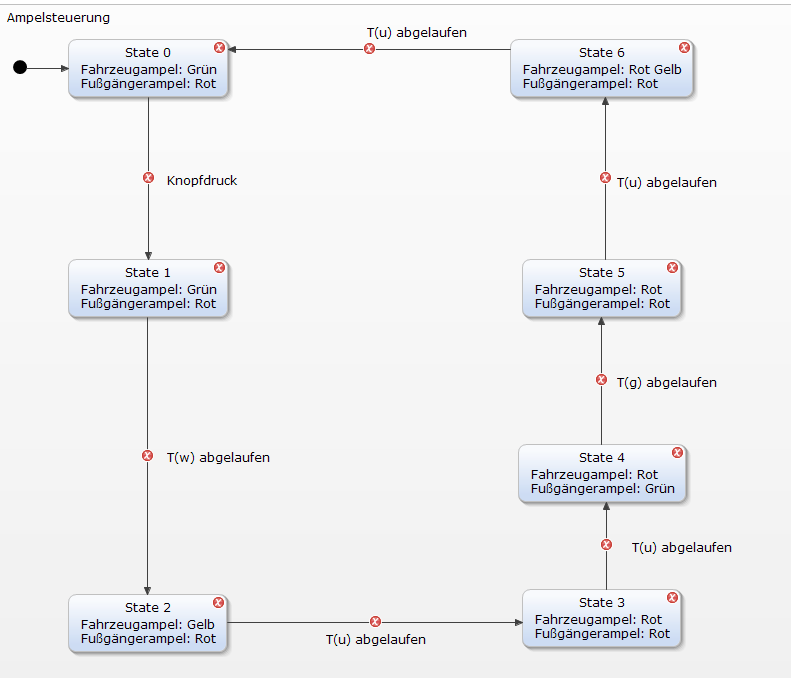 Ampelsteuerung
State 0
Fahrzeugampel: Grün
Fußgängerampel: Rot
T(u) abgelaufen
State 6
Fahrzeugampel: Rot Gelb
Fußgängerampel: Rot
Knopfdruck
T(u) abgelaufen
State 1
Fahrzeugampel: Grün
Fußgängerampel: Rot
State 5
Fahrzeugampel: Rot
Fußgängerampel: Rot
T(g) abgelaufen
T(w) abgelaufen
State 4
Fahrzeugampel: Rot
Fußgängerampel: Grün
T(u) abgelaufen
State 2
Fahrzeugampel: Gelb
Fußgängerampel: Rot
T(u) abgelaufen
State 3
Fahrzeugampel: Rot
Fußgängerampel: Rot